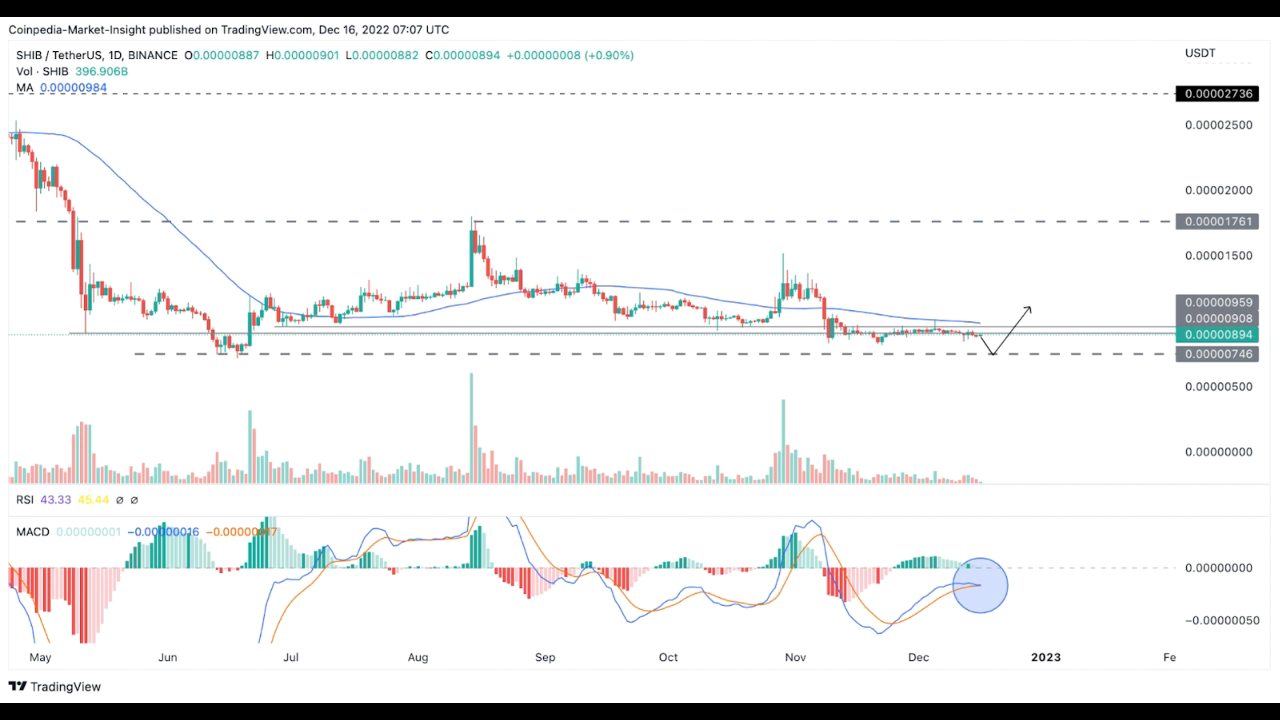 Coinpedia-Market-Insight published on TradingView.com, Dec 16, 2022 07:07 UTC
SHIB / TetherUS, 1D, BINANCE O0.00000887 H0.00000901 L0.00000882 C0.00000894 +0.00000008 (+0.90%)
USDT
Vol · SHIB 396.906B
MA 0.00000984
0.00002736
0.00002500
0.00002000
0.00001761
0.00001500
0.00000959
0.00000908
0.00000894
0.00000746
0.00000500
0.00000000
RSI 43.33 45.44 ∅ ∅
MACD 0.00000001 −0.00000016 −0.00000017
0.00000000
−0.00000050
May Jun Jul Aug Sep Oct Nov Dec 2023 Fe
TradingView